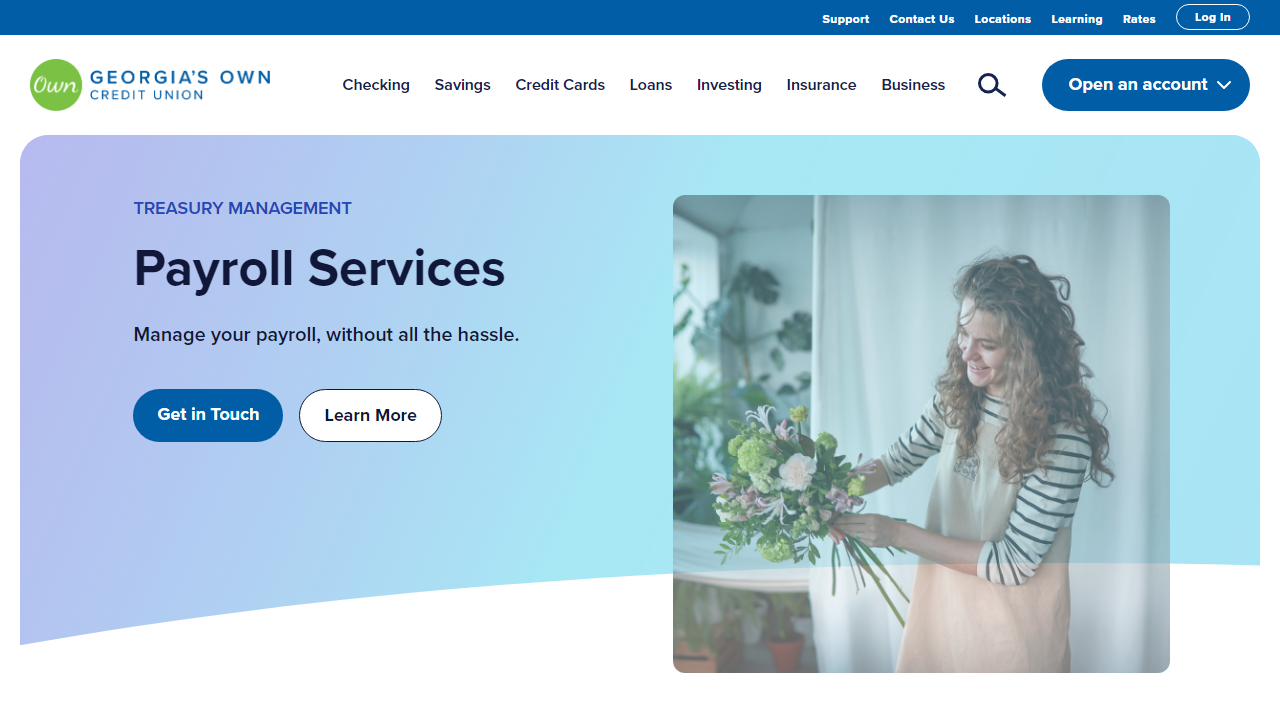 Support Contact Us Locations Learning Rates Log In
Own GEORGIA'S OWN
CREDIT UNION
Checking Savings Credit Cards Loans Investing Insurance Business Open an account
TREASURY MANAGEMENT
Payroll Services
Manage your payroll, without all the hassle.
Get in Touch Learn More